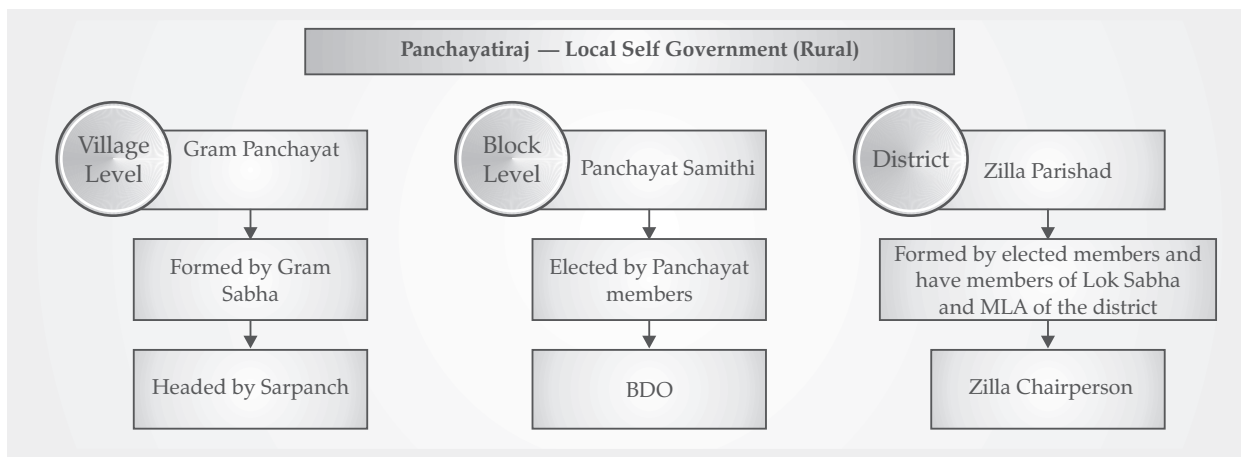 Panchayatiraj — Local Self Government (Rural)
Village
Level
Gram Panchayat
Formed by Gram
Sabha
Headed by Sarpanch
Block
Level
Panchayat Samithi
Elected by Panchayat
members
BDO
District
Zilla Parishad
Formed by elected members and
have members of Lok Sabha
and MLA of the district
Zilla Chairperson